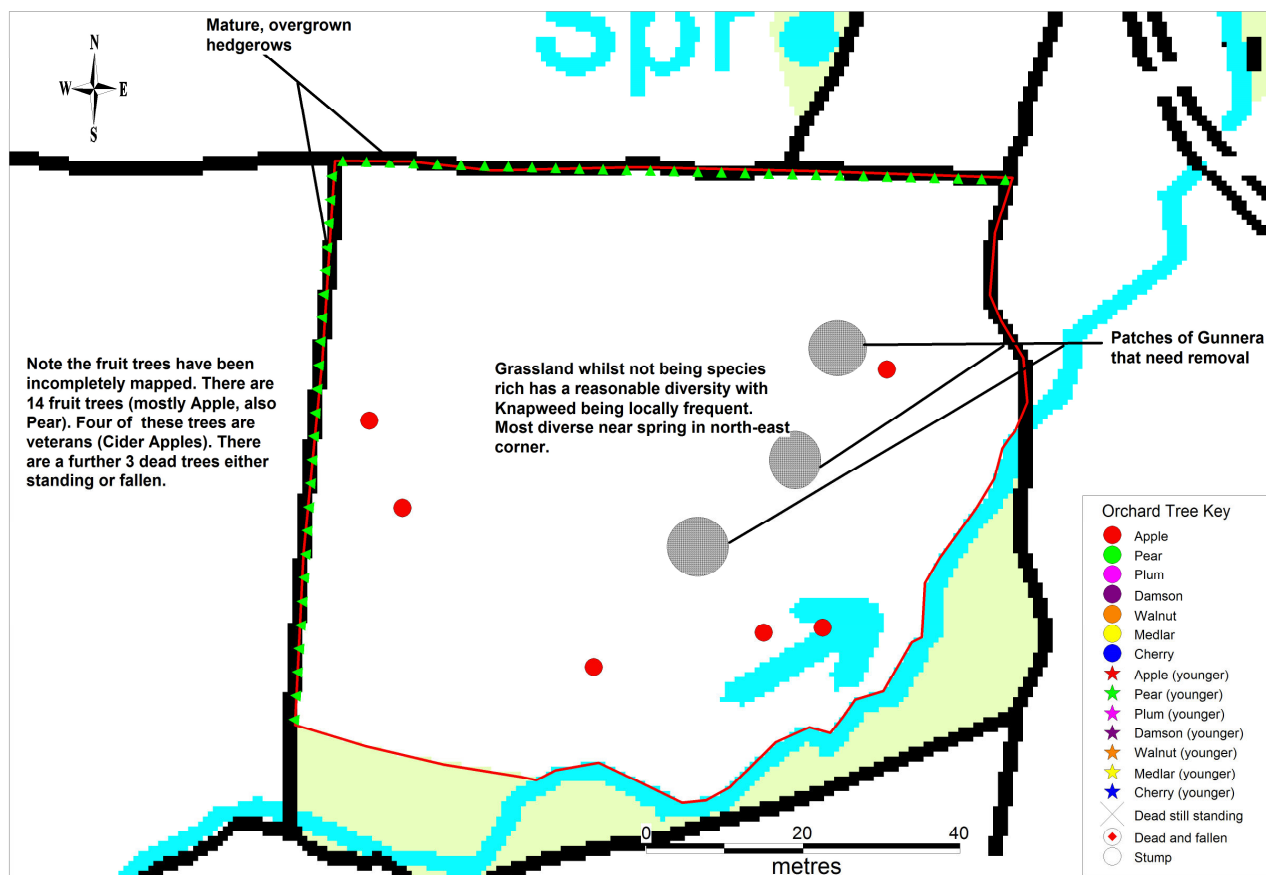 Spr
Mature, overgrown
hedgerows
N
W E
S
Note the fruit trees have been
incompletely mapped. There are
14 fruit trees (mostly Apple, also
Pear). Four of these trees are
veterans (Cider Apples). There
are a further 3 dead trees either
standing or fallen.
Grassland whilst not being species
rich has a reasonable diversity with
Knapweed being locally frequent.
Most diverse near spring in north-east
corner.
Patches of Gunnera
that need removal
Orchard Tree Key
Apple
Pear
Plum
Damson
Walnut
Medlar
Cherry
Apple (younger)
Pear (younger)
Plum (younger)
Damson (younger)
Walnut (younger)
Medlar (younger)
Cherry (younger)
Dead still standing
Dead and fallen
Stump
0 20 40
metres